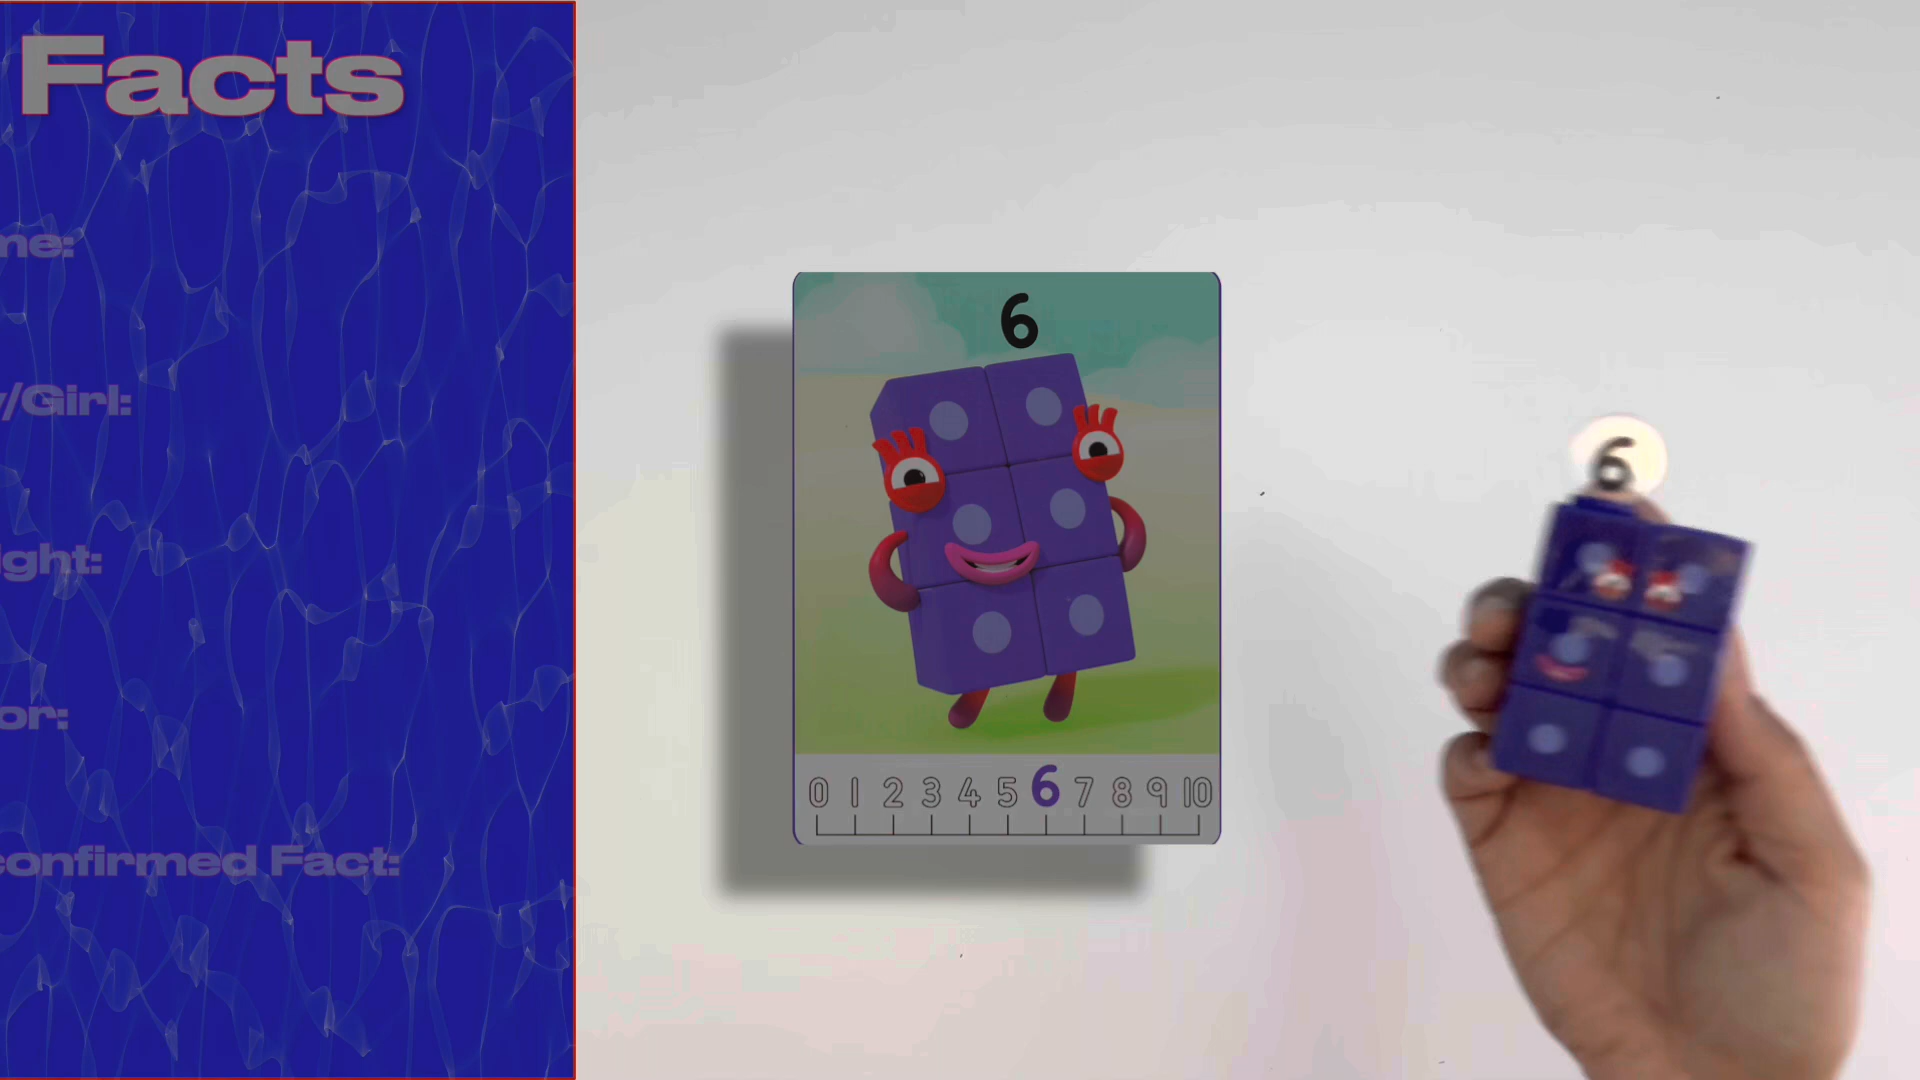 Facts
me:
/Girl:
ght:
or:
confirmed Fact:
6
0 1 2 3 4 5 6 7 8 9 10
6